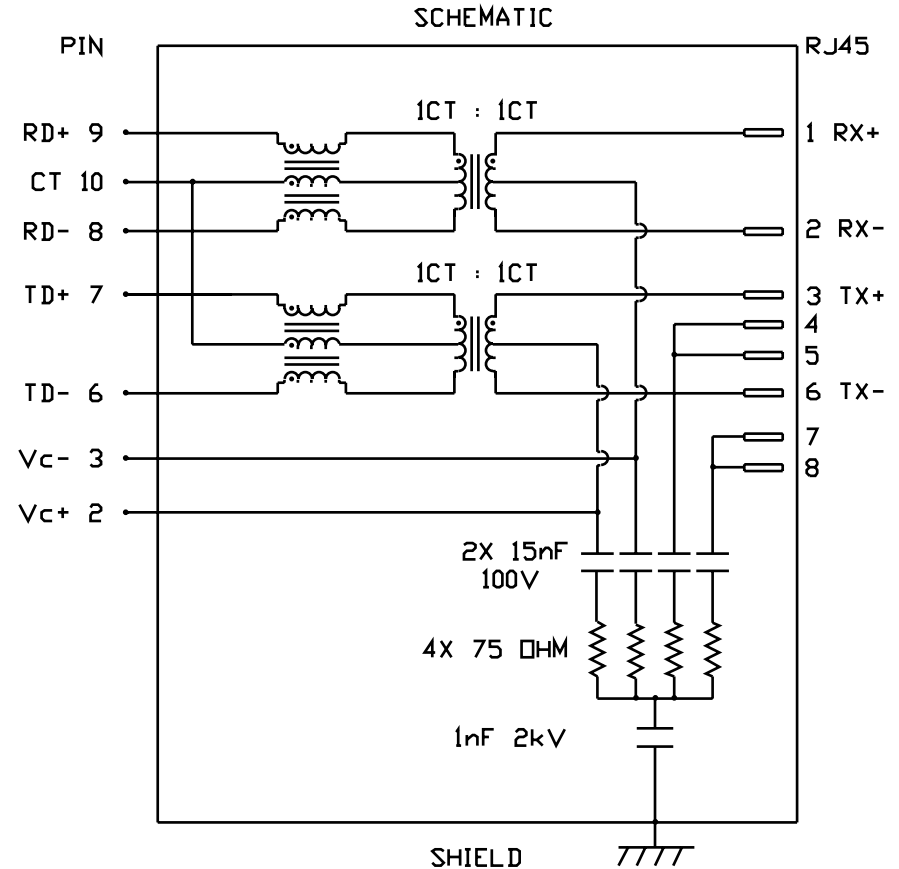 SCHEMATIC
PIN
RJ45
1CT : 1CT
RD+ 9
1 RX+
CT 10
RD- 8
2 RX-
1CT : 1CT
TD+ 7
3 TX+
4
5
TD- 6
6 TX-
7
Vc- 3
8
Vc+ 2
2X 15nF
100V
4X 75 OHM
1nF 2kV
SHIELD